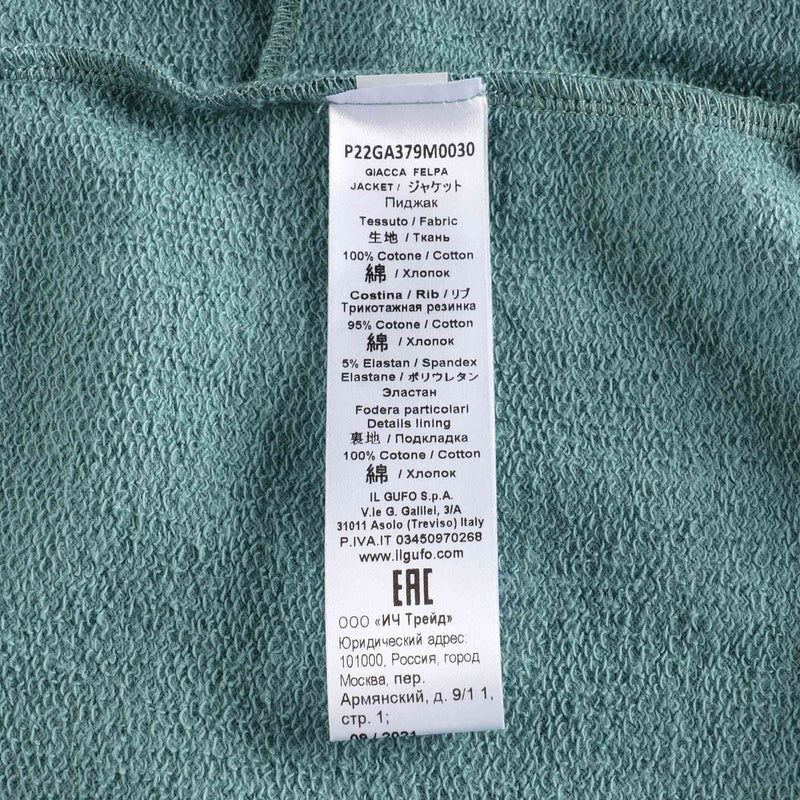 P22GA379M0030
GIACCA FELPA
JACKET / ジャケット
Пиджак
Tessuto / Fabric
生地 / Ткань
100% Cotone / Cotton
綿 / Хлопок
Costina / Rib / リブ
Трикотажная резинка
95% Cotone / Cotton
綿 / Хлопок
5% Elastan / Spandex
Elastane / ポリウレタン
Эластан
Fodera particolari
Details lining
裏地 / Подкладка
100% Cotone / Cotton
綿 / Хлопок
IL GUFO S.p.A.
V.le G. Galilei, 3/A
31011 Asolo (Treviso) Italy
P.IVA.IT 03450970268
www.ilgufo.com
EAC
ООО «ИЧ Трейд»
Юридический адрес:
101000, Россия, город
Москва, пер.
Армянский, д. 9/1 1,
стр. 1;
08 / 2021